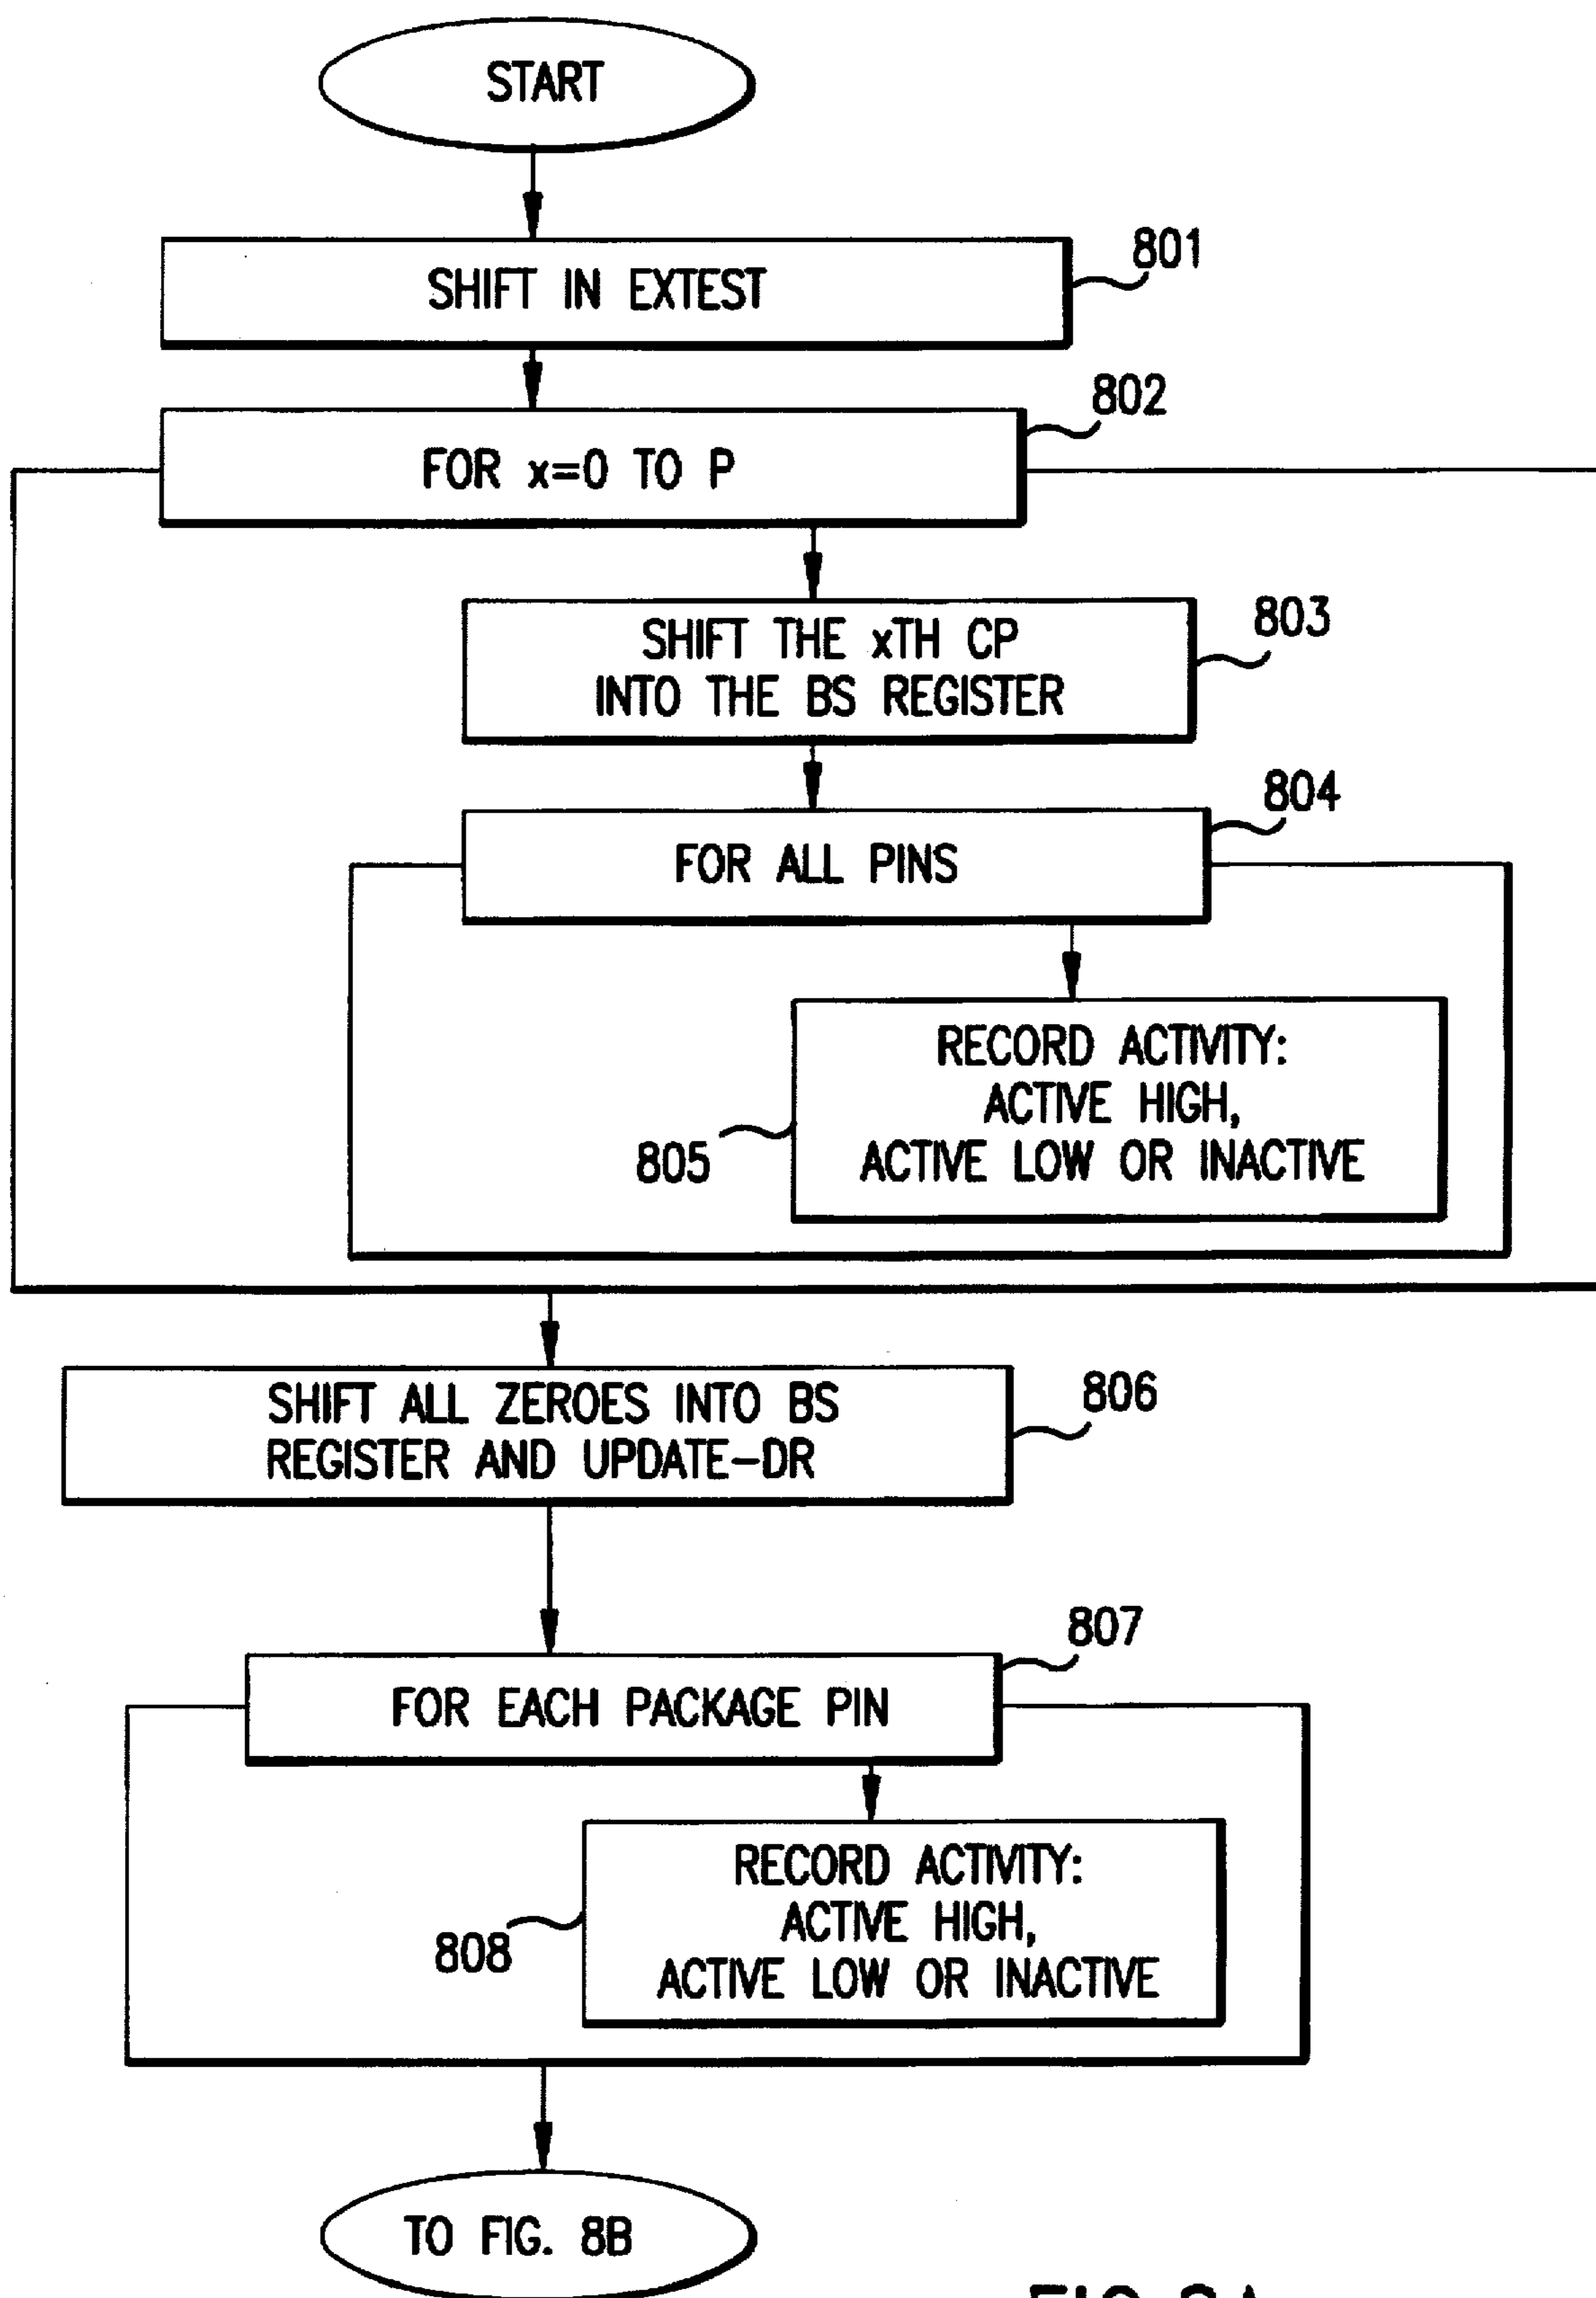 START
801
SHIFT IN EXTEST
802
FOR x=0 TO P
803
SHIFT THE xTH CP
INTO THE BS REGISTER
804
FOR ALL PINS
RECORD ACTIVITY:
ACTIVE HIGH,
ACTIVE LOW OR INACTIVE
805
806
SHIFT ALL ZEROES INTO BS
REGISTER AND UPDATE-DR
807
FOR EACH PACKAGE PIN
RECORD ACTIVITY:
ACTIVE HIGH,
ACTIVE LOW OR INACTIVE
808
TO FIG. 8B